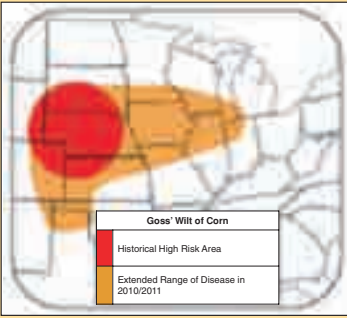 Goss' Wilt of Corn
Historical High Risk Area
Extended Range of Disease in
2010/2011